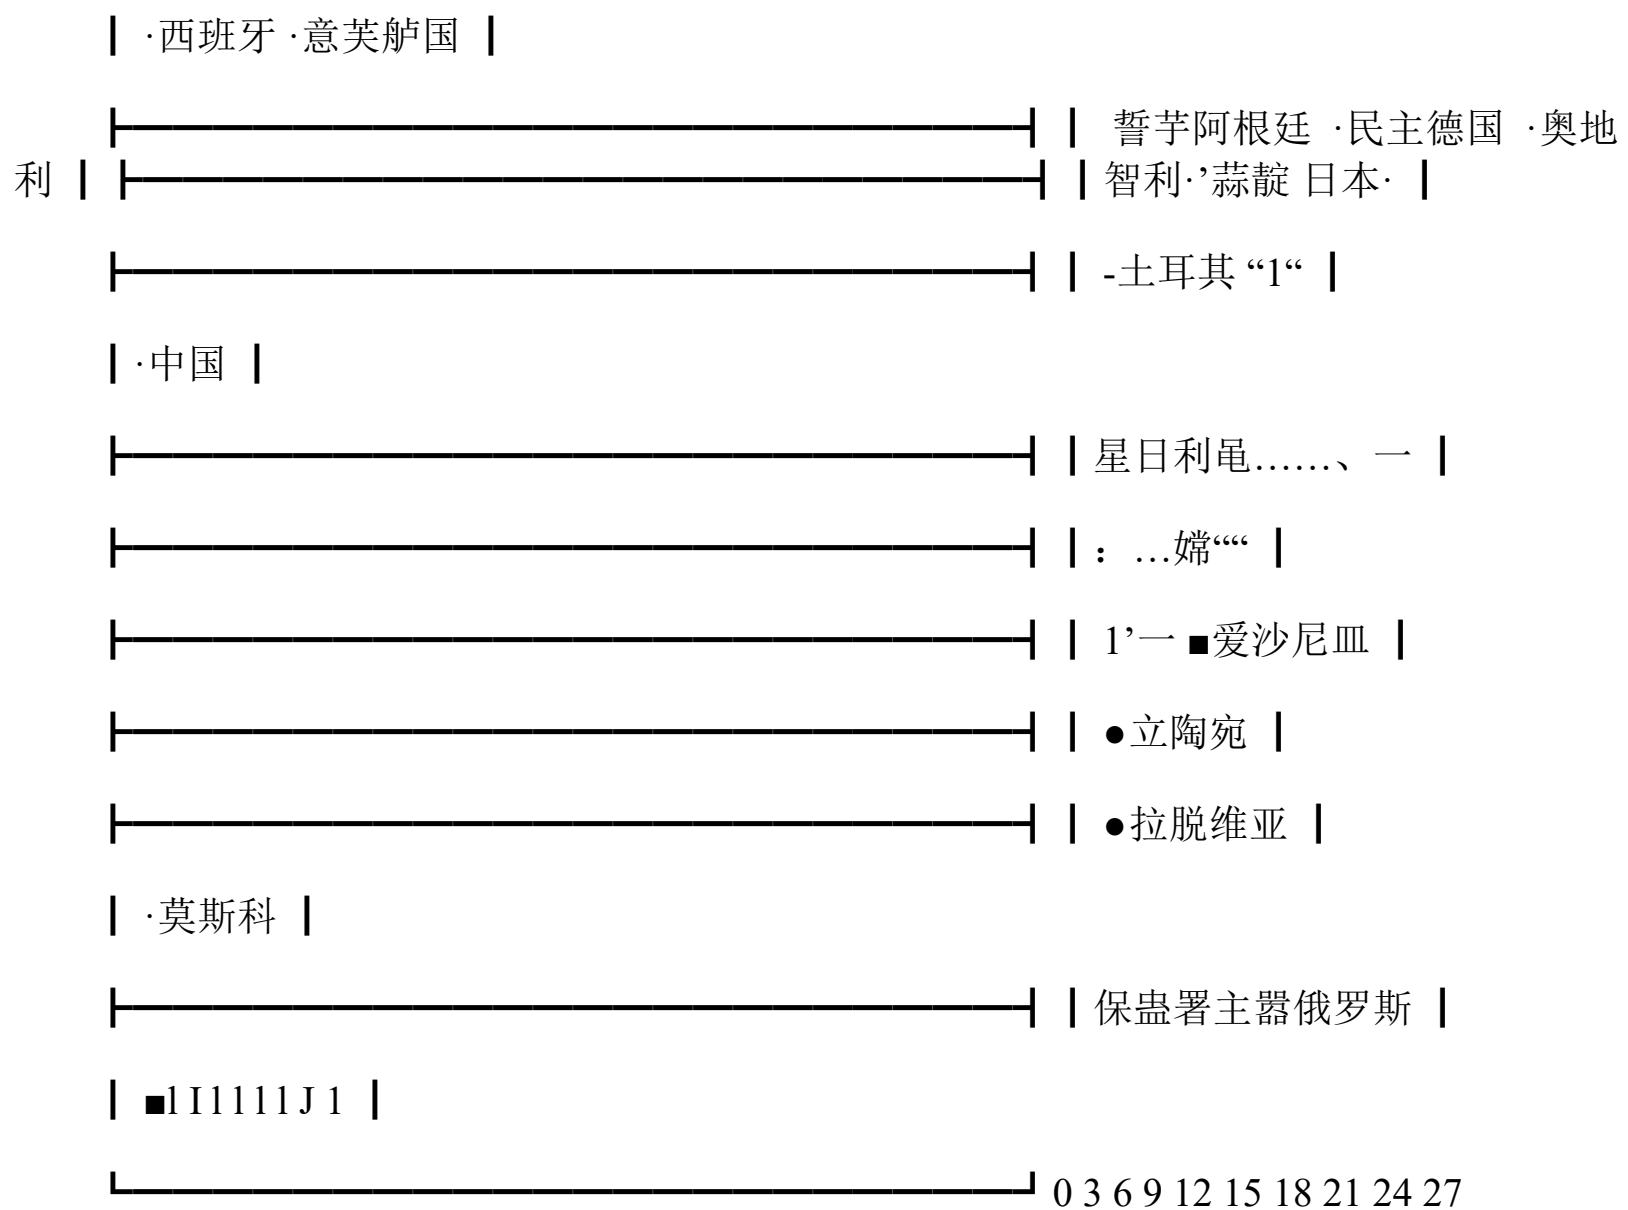 ┃ ·西班牙 ·意芙舻国 ┃
┠──────────────────────┨ ┃ 誓芋阿根廷 ·民主德国 ·奥地
利 ┃ ┠──────────────────────┨ ┃智利·’蒜靛 日本· ┃
┠──────────────────────┨ ┃ -土耳其 “1“ ┃
┃·中国 ┃
┠──────────────────────┨ ┃星日利黾……、一 ┃
┠──────────────────────┨ ┃：…嫦““ ┃
┠──────────────────────┨ ┃ 1’一 ■爱沙尼皿 ┃
┠──────────────────────┨ ┃ ●立陶宛 ┃
┠──────────────────────┨ ┃ ●拉脱维亚 ┃
┃ ·莫斯科 ┃
┠──────────────────────┨ ┃保蛊署主嚣俄罗斯 ┃
┃ ■l I l l l l J 1 ┃
┗──────────────────────┛ 0 3 6 9 12 15 18 21 24 27